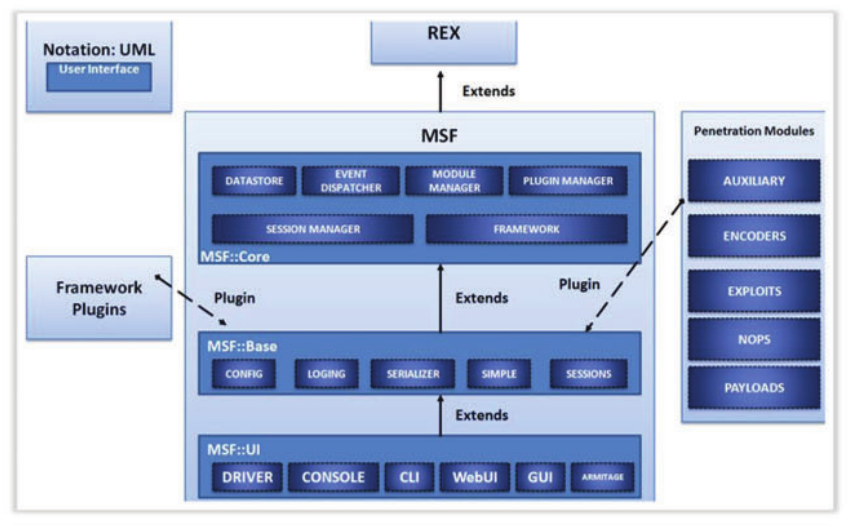 Notation: UML
User Interface
REX
Extends
MSF
DATASTORE
EVENT
DISPATCHER
MODULE
MANAGER
PLUGIN MANAGER
SESSION MANAGER
FRAMEWORK
MSF::Core
Penetration Modules
AUXILIARY
ENCODERS
EXPLOITS
NOPS
PAYLOADS
Framework
Plugins
Plugin
Extends
Plugin
MSF::Base
CONFIG
LOGING
SERIALIZER
SIMPLE
SESSIONS
Extends
MSF::UI
DRIVER
CONSOLE
CLI
WebUI
GUI
ARMITAGE